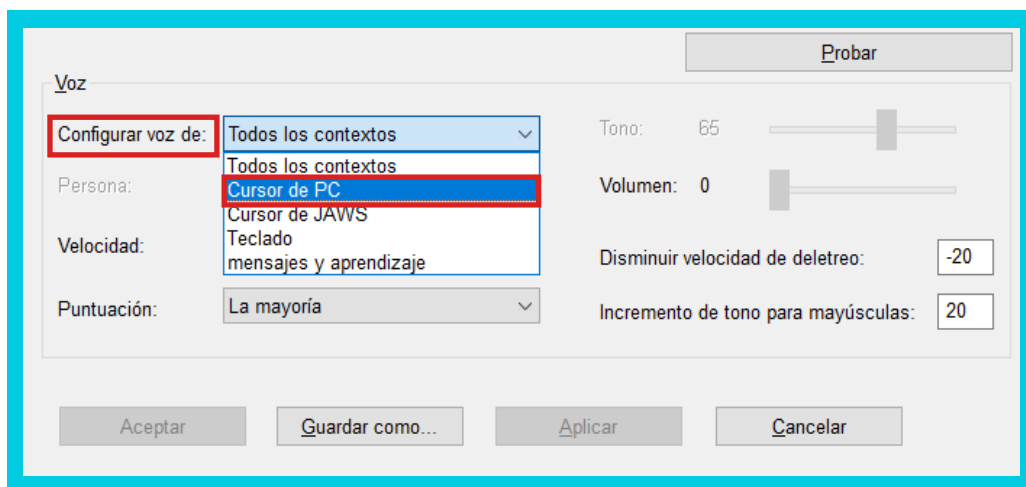 Probar
Voz
Configurar voz de: Todos los contextos
Todos los contextos
Cursor de PC
Cursor de JAWS
Teclado
mensajes y aprendizaje
Persona:
Velocidad:
Puntuación: La mayoría
Tono: 65
Volumen: 0
Disminuir velocidad de deletreo: -20
Incremento de tono para mayúsculas: 20
Aceptar Guardar como... Aplicar Cancelar